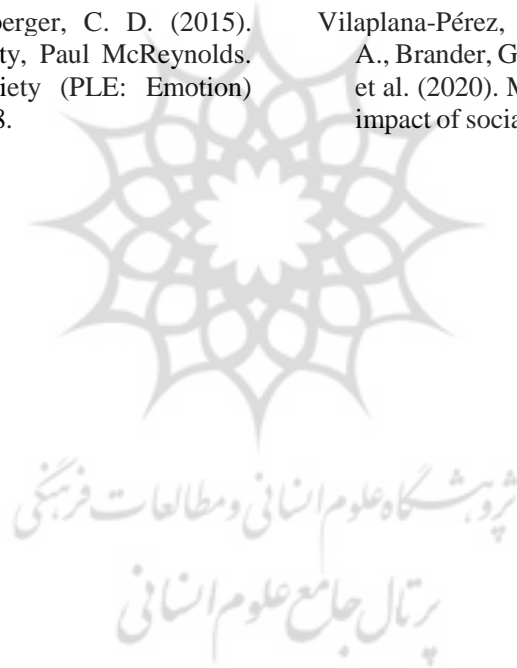 berger, C. D. (2015).
ty, Paul McReynolds.
iety (PLE: Emotion)
8.
Vilaplana-Pérez,
A., Brander, G
et al. (2020). M
impact of socia
پژوهشگاه علوم انسانی و مطالعات فرهنگی
پرتال جامع علوم انسانی